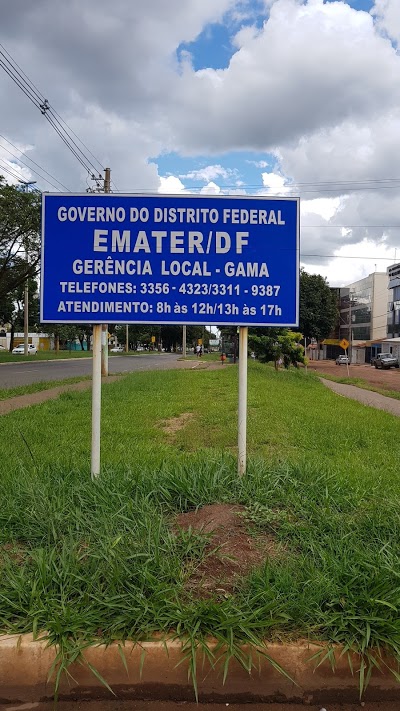 GOVERNO DO DISTRITO FEDERAL
EMATER/DF
GERÊNCIA LOCAL - GAMA
TELEFONES: 3356 - 4323/3311 - 9387
ATENDIMENTO: 8h às 12h/13h às 17h